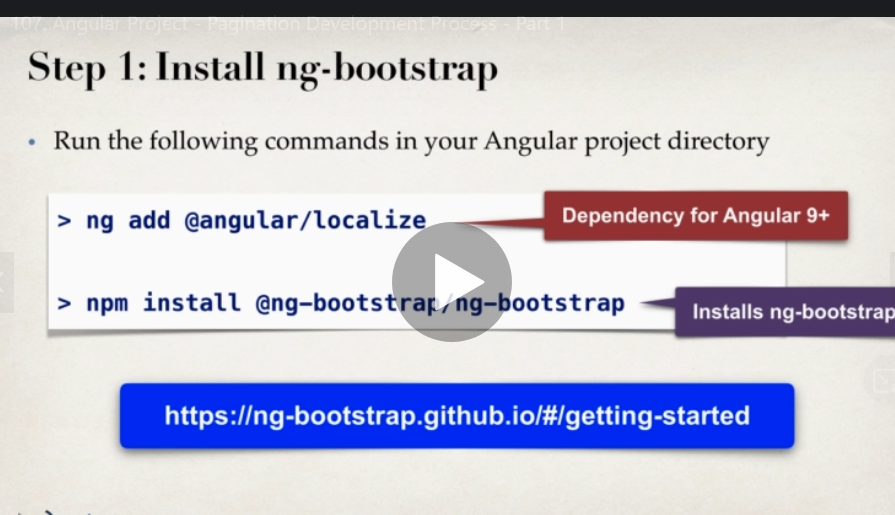 107. Angular Project - Pagination Development Process - Part 1
Step 1: Install ng-bootstrap
• Run the following commands in your Angular project directory
> ng add @angular/localize
Dependency for Angular 9+
> npm install @ng-bootstrap/ng-bootstrap
Installs ng-bootstrap
https://ng-bootstrap.github.io/#/getting-started